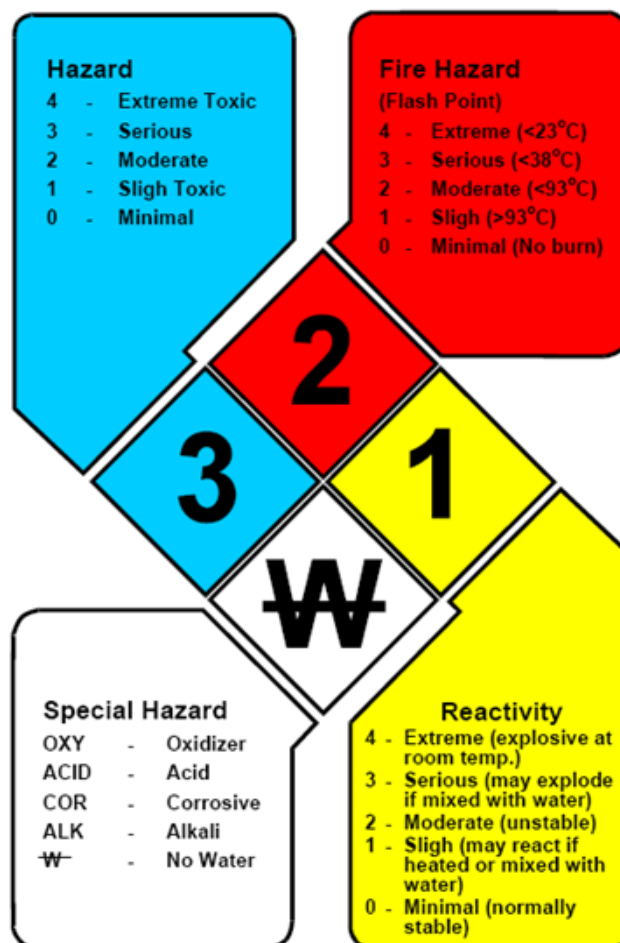 Hazard
4 - Extreme Toxic
3 - Serious
2 - Moderate
1 - Sligh Toxic
0 - Minimal
Fire Hazard
(Flash Point)
4 - Extreme (<23°C)
3 - Serious (<38°C)
2 - Moderate (<93°C)
1 - Sligh (>93°C)
0 - Minimal (No burn)
2
3
1
W
Special Hazard
OXY - Oxidizer
ACID - Acid
COR - Corrosive
ALK - Alkali
W - No Water
Reactivity
4 - Extreme (explosive at
room temp.)
3 - Serious (may explode
if mixed with water)
2 - Moderate (unstable)
1 - Sligh (may react if
heated or mixed with
water)
0 - Minimal (normally
stable)